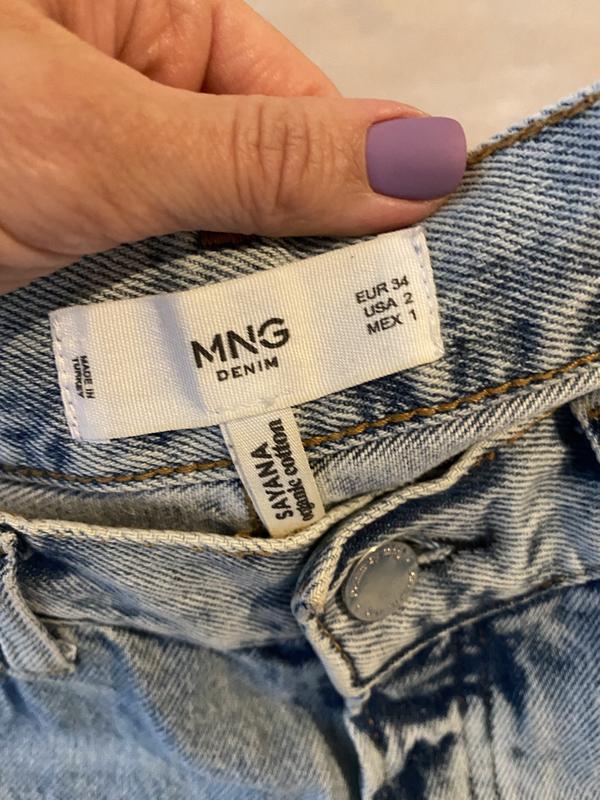 MNG
DENIM
EUR 34
USA 2
MEX 1
MADE IN
TURKEY
SAYANA
organic cotton